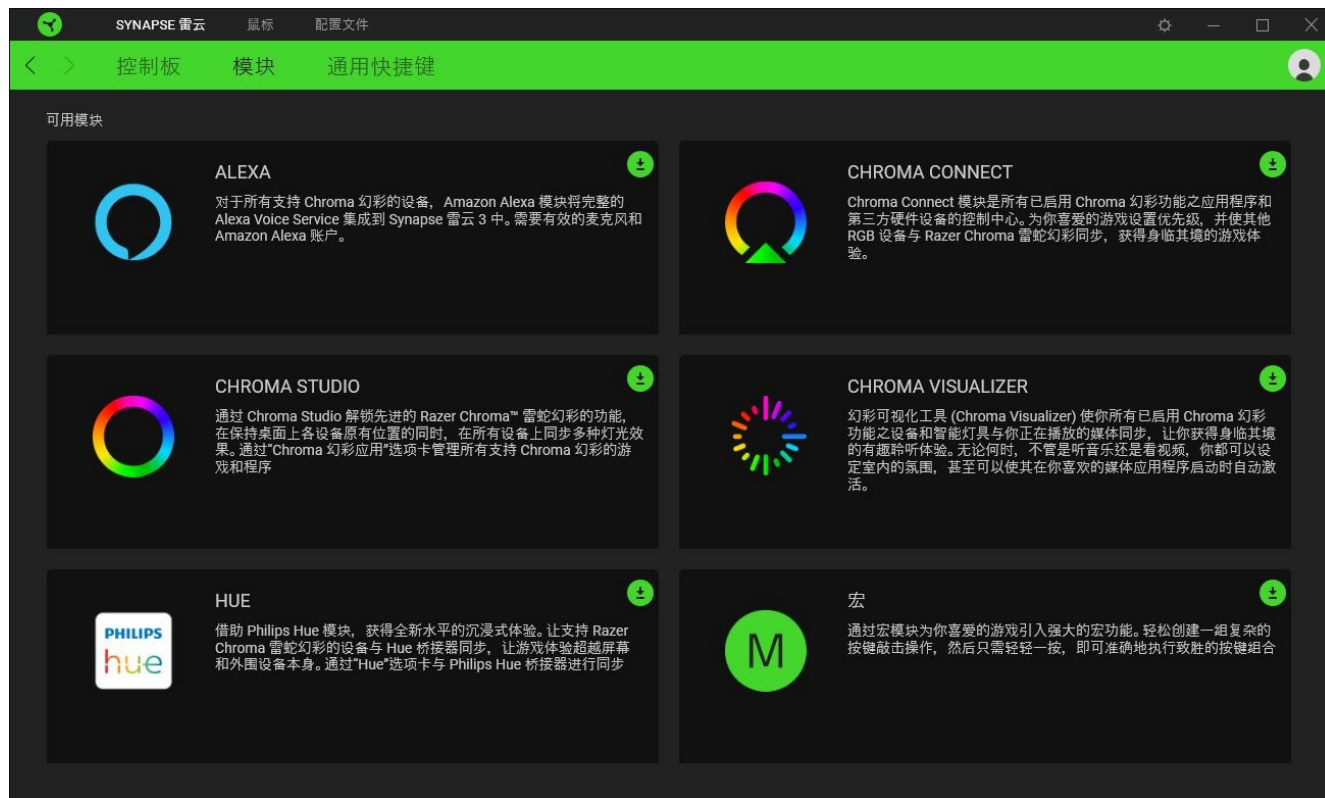 SYNAPSE 雷云 鼠标 配置文件
控制板 模块 通用快捷键
可用模块
ALEXA
对于所有支持 Chroma 幻彩的设备，Amazon Alexa 模块将完整的
Alexa Voice Service 集成到 Synapse 雷云 3 中。需要有效的麦克风和
Amazon Alexa 账户。
CHROMA CONNECT
Chroma Connect 模块是所有已启用 Chroma 幻彩功能之应用程序和
第三方硬件设备的控制中心。为你喜爱的游戏设置优先级，并使其他
RGB 设备与 Razer Chroma 雷蛇幻彩同步，获得身临其境的游戏体
验。
CHROMA STUDIO
通过 Chroma Studio 解锁先进的 Razer Chroma™ 雷蛇幻彩的功能，
在保持桌面上各设备原有位置的同时，在所有设备上同步多种灯光效
果。通过“Chroma 幻彩应用”选项卡管理所有支持 Chroma 幻彩的游
戏和程序
CHROMA VISUALIZER
幻彩可视化工具 (Chroma Visualizer) 使你所有已启用 Chroma 幻彩
功能之设备和智能灯具与你正在播放的媒体同步，让你获得身临其境
的有趣聆听体验。无论何时，不管是听音乐还是看视频，你都可以设
定室内的氛围，甚至可以使其在你喜欢的媒体应用程序启动时自动激
活。
PHILIPS
hue
HUE
借助 Philips Hue 模块，获得全新水平的沉浸式体验。让支持 Razer
Chroma 雷蛇幻彩的设备与 Hue 桥接器同步，让游戏体验超越屏幕
和外围设备本身。通过“Hue”选项卡与 Philips Hue 桥接器进行同步
M
宏
通过宏模块为你喜爱的游戏引入强大的宏功能。轻松创建一组复杂的
按键敲击操作，然后只需轻轻一按，即可准确地执行致胜的按键组合